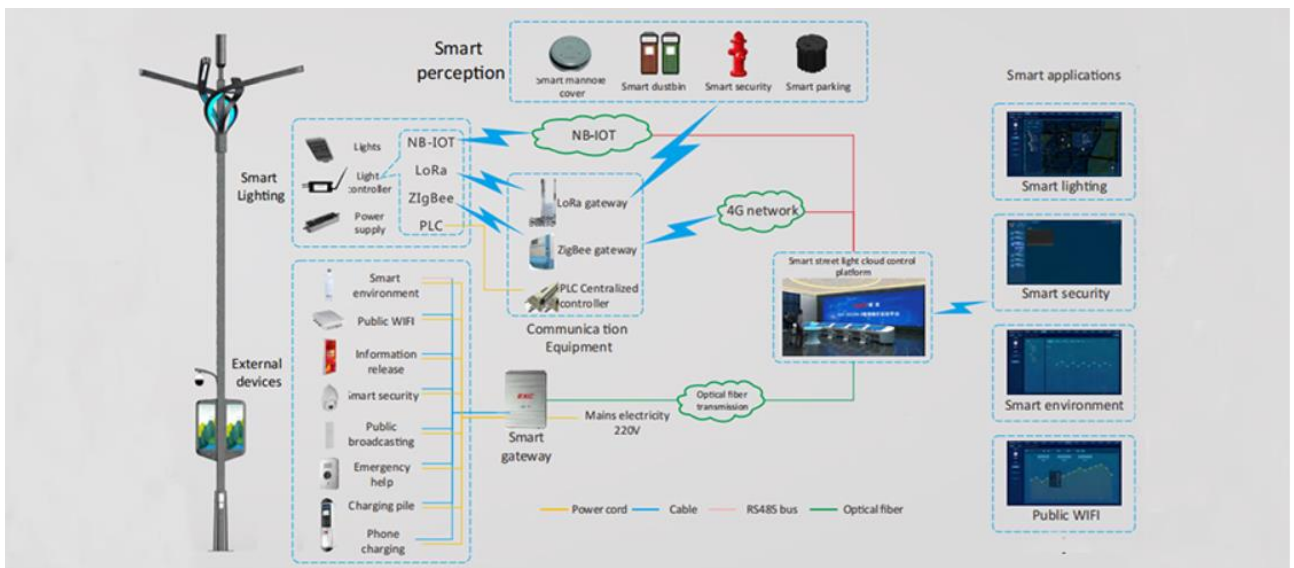 Smart
perception
Smart mannole
cover
Smart dustbin
Smart security
Smart parking
Smart applications
Smart
Lighting
Lights
Light
controller
Power
supply
NB-IOT
LoRa
ZIgBee
PLC
NB-IOT
LoRa gateway
ZigBee gateway
PLC Centralized
controller
Communication
Equipment
4G network
Smart street light cloud control
platform
Smart lighting
Smart security
Smart environment
Public WIFI
External
devices
Smart
environment
Public WIFI
Information
release
Smart security
Public
broadcasting
Emergency
help
Charging pile
Phone
charging
EXC
Smart
gateway
Mains electricity
220V
Optical fiber
transmission
Power cord
Cable
RS485 bus
Optical fiber